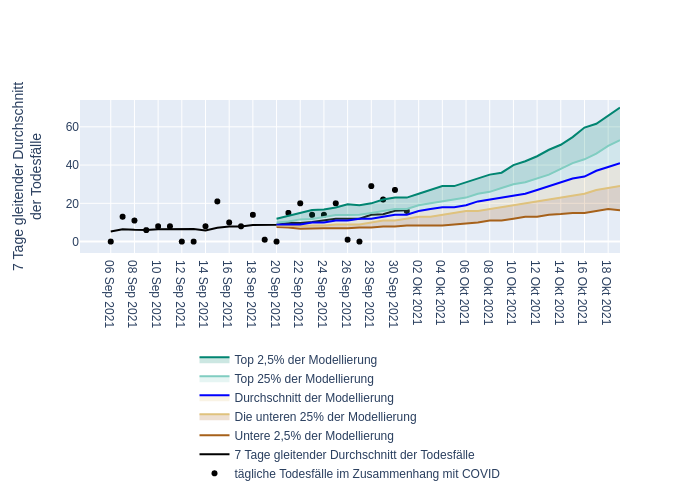 7 Tage gleitender Durchschnitt
der Todesfälle
60
40
20
0
06 Sep 2021
08 Sep 2021
10 Sep 2021
12 Sep 2021
14 Sep 2021
16 Sep 2021
18 Sep 2021
20 Sep 2021
22 Sep 2021
24 Sep 2021
26 Sep 2021
28 Sep 2021
30 Sep 2021
02 Okt 2021
04 Okt 2021
06 Okt 2021
08 Okt 2021
10 Okt 2021
12 Okt 2021
14 Okt 2021
16 Okt 2021
18 Okt 2021
Top 2,5% der Modellierung
Top 25% der Modellierung
Durchschnitt der Modellierung
Die unteren 25% der Modellierung
Untere 2,5% der Modellierung
7 Tage gleitender Durchschnitt der Todesfälle
tägliche Todesfälle im Zusammenhang mit COVID